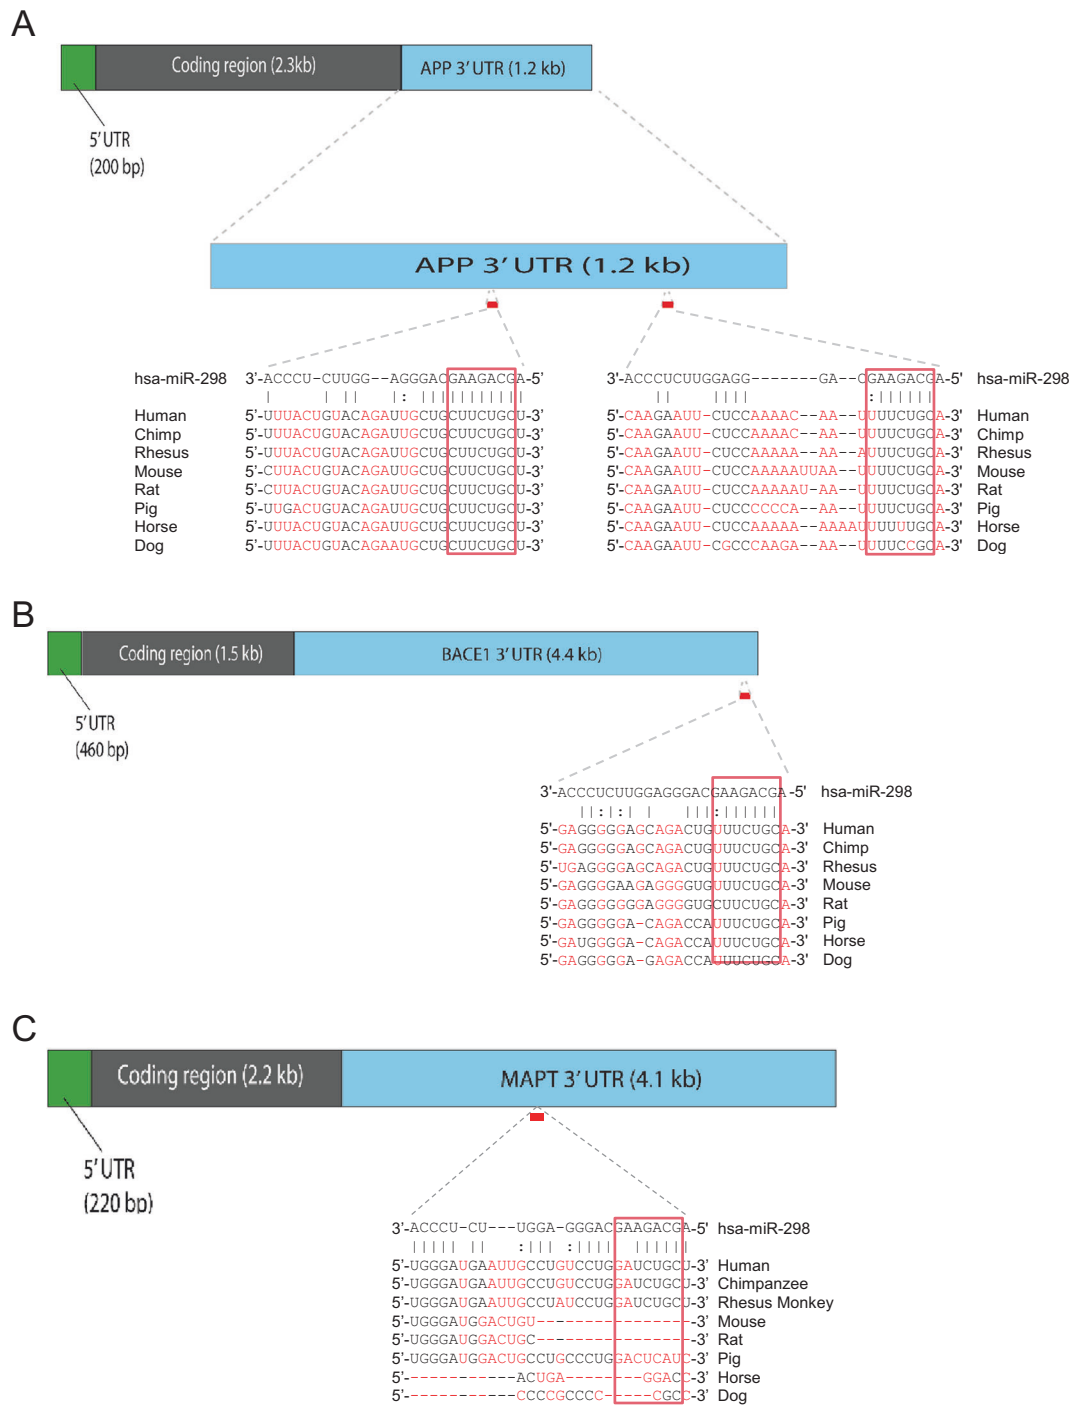 A
Coding region (2.3kb)
APP 3' UTR (1.2 kb)
5' UTR
(200 bp)
APP 3' UTR (1.2 kb)
hsa-miR-298 3'-ACCCU-CUUGG--AGGGACGAAGACGA-5'
Human 5'-UUUACUGUACAGAUUGCUGCUUCUGCU-3'
Chimp 5'-UUUACUGUACAGAUUGCUGCUUCUGCU-3'
Rhesus 5'-UUUACUGUACAGAUUGCUGCUUCUGCU-3'
Mouse 5'-CUUACUGUACAGAUUGCUGCUUCUGCU-3'
Rat 5'-CUUACUGUACAGAUUGCUGCUUCUGCU-3'
Pig 5'-UUGACUGUACAGAUUGCUGCUUCUGCU-3'
Horse 5'-UUUACUGUACAGAUUGCUGCUUCUGCU-3'
Dog 5'-UUUACUGUACAGAAUGCUGCUUCUGCU-3'
3'-ACCCUCUUGGAGG-------GA--CGAAGACGA-5' hsa-miR-298
5'-CAAGAAUU-CUCCAAAAC--AA--UUUUCUGCA-3' Human
5'-CAAGAAUU-CUCCAAAAC--AA--UUUUCUGCA-3' Chimp
5'-CAAGAAUU-CUCCAAAAA--AA--AUUUCUGCA-3' Rhesus
5'-CAAGAAUU-CUCCAAAAAUUAA--UUUUCUGCA-3' Mouse
5'-CAAGAAUU-CUCCAAAAAU-AA--UUUUCUGCA-3' Rat
5'-CAAGAAUU-CUCCCCCCA--AA--UUUUCUGCA-3' Pig
5'-CAAGAAUU-CUCCAAAAA--AAAAUUUUUUGCA-3' Horse
5'-CAAGAAUU-CGCCCAAGA--AA--UUUUCCGCA-3' Dog
B
Coding region (1.5 kb)
BACE1 3' UTR (4.4 kb)
5' UTR
(460 bp)
3'-ACCCUCUUGGAGGGACGAAGACGA-5' hsa-miR-298
5'-GAGGGGGAGCAGACUGUUUCUGCA-3' Human
5'-GAGGGGGAGCAGACUGUUUCUGCA-3' Chimp
5'-UGAGGGGAGCAGACUGUUUCUGCA-3' Rhesus
5'-GAGGGGAAGAGGGGUGUUUCUGCA-3' Mouse
5'-GAGGGGGGGAGGGGUGCUUCUGCA-3' Rat
5'-GAGGGGGA-CAGACCAUUUCUGCA-3' Pig
5'-GAUGGGGA-CAGACCAUUUCUGCA-3' Horse
5'-GAGGGGGA-GAGACCAUUUCUGCA-3' Dog
C
Coding region (2.2 kb)
MAPT 3' UTR (4.1 kb)
5' UTR
(220 bp)
3'-ACCCU-CU---UGGA-GGGACGAAGACGA-5' hsa-miR-298
5'-UGGGAUGAAUUGCCUGUCCUGGAUCUGCU-3' Human
5'-UGGGAUGAAUUGCCUGUCCUGGAUCUGCU-3' Chimpanzee
5'-UGGGAUGAAUUGCCUAUCCUGGAUCUGCU-3' Rhesus Monkey
5'-UGGGAUGGACUGU----------------3' Mouse
5'-UGGGAUGGACUGC----------------3' Rat
5'-UGGGAUGGACUGCCUGCCCUGGACUCAUC-3' Pig
5'-----------ACUGA--------GGACC-3' Horse
5'-----------CCCCGCCCC-----CGCC-3' Dog